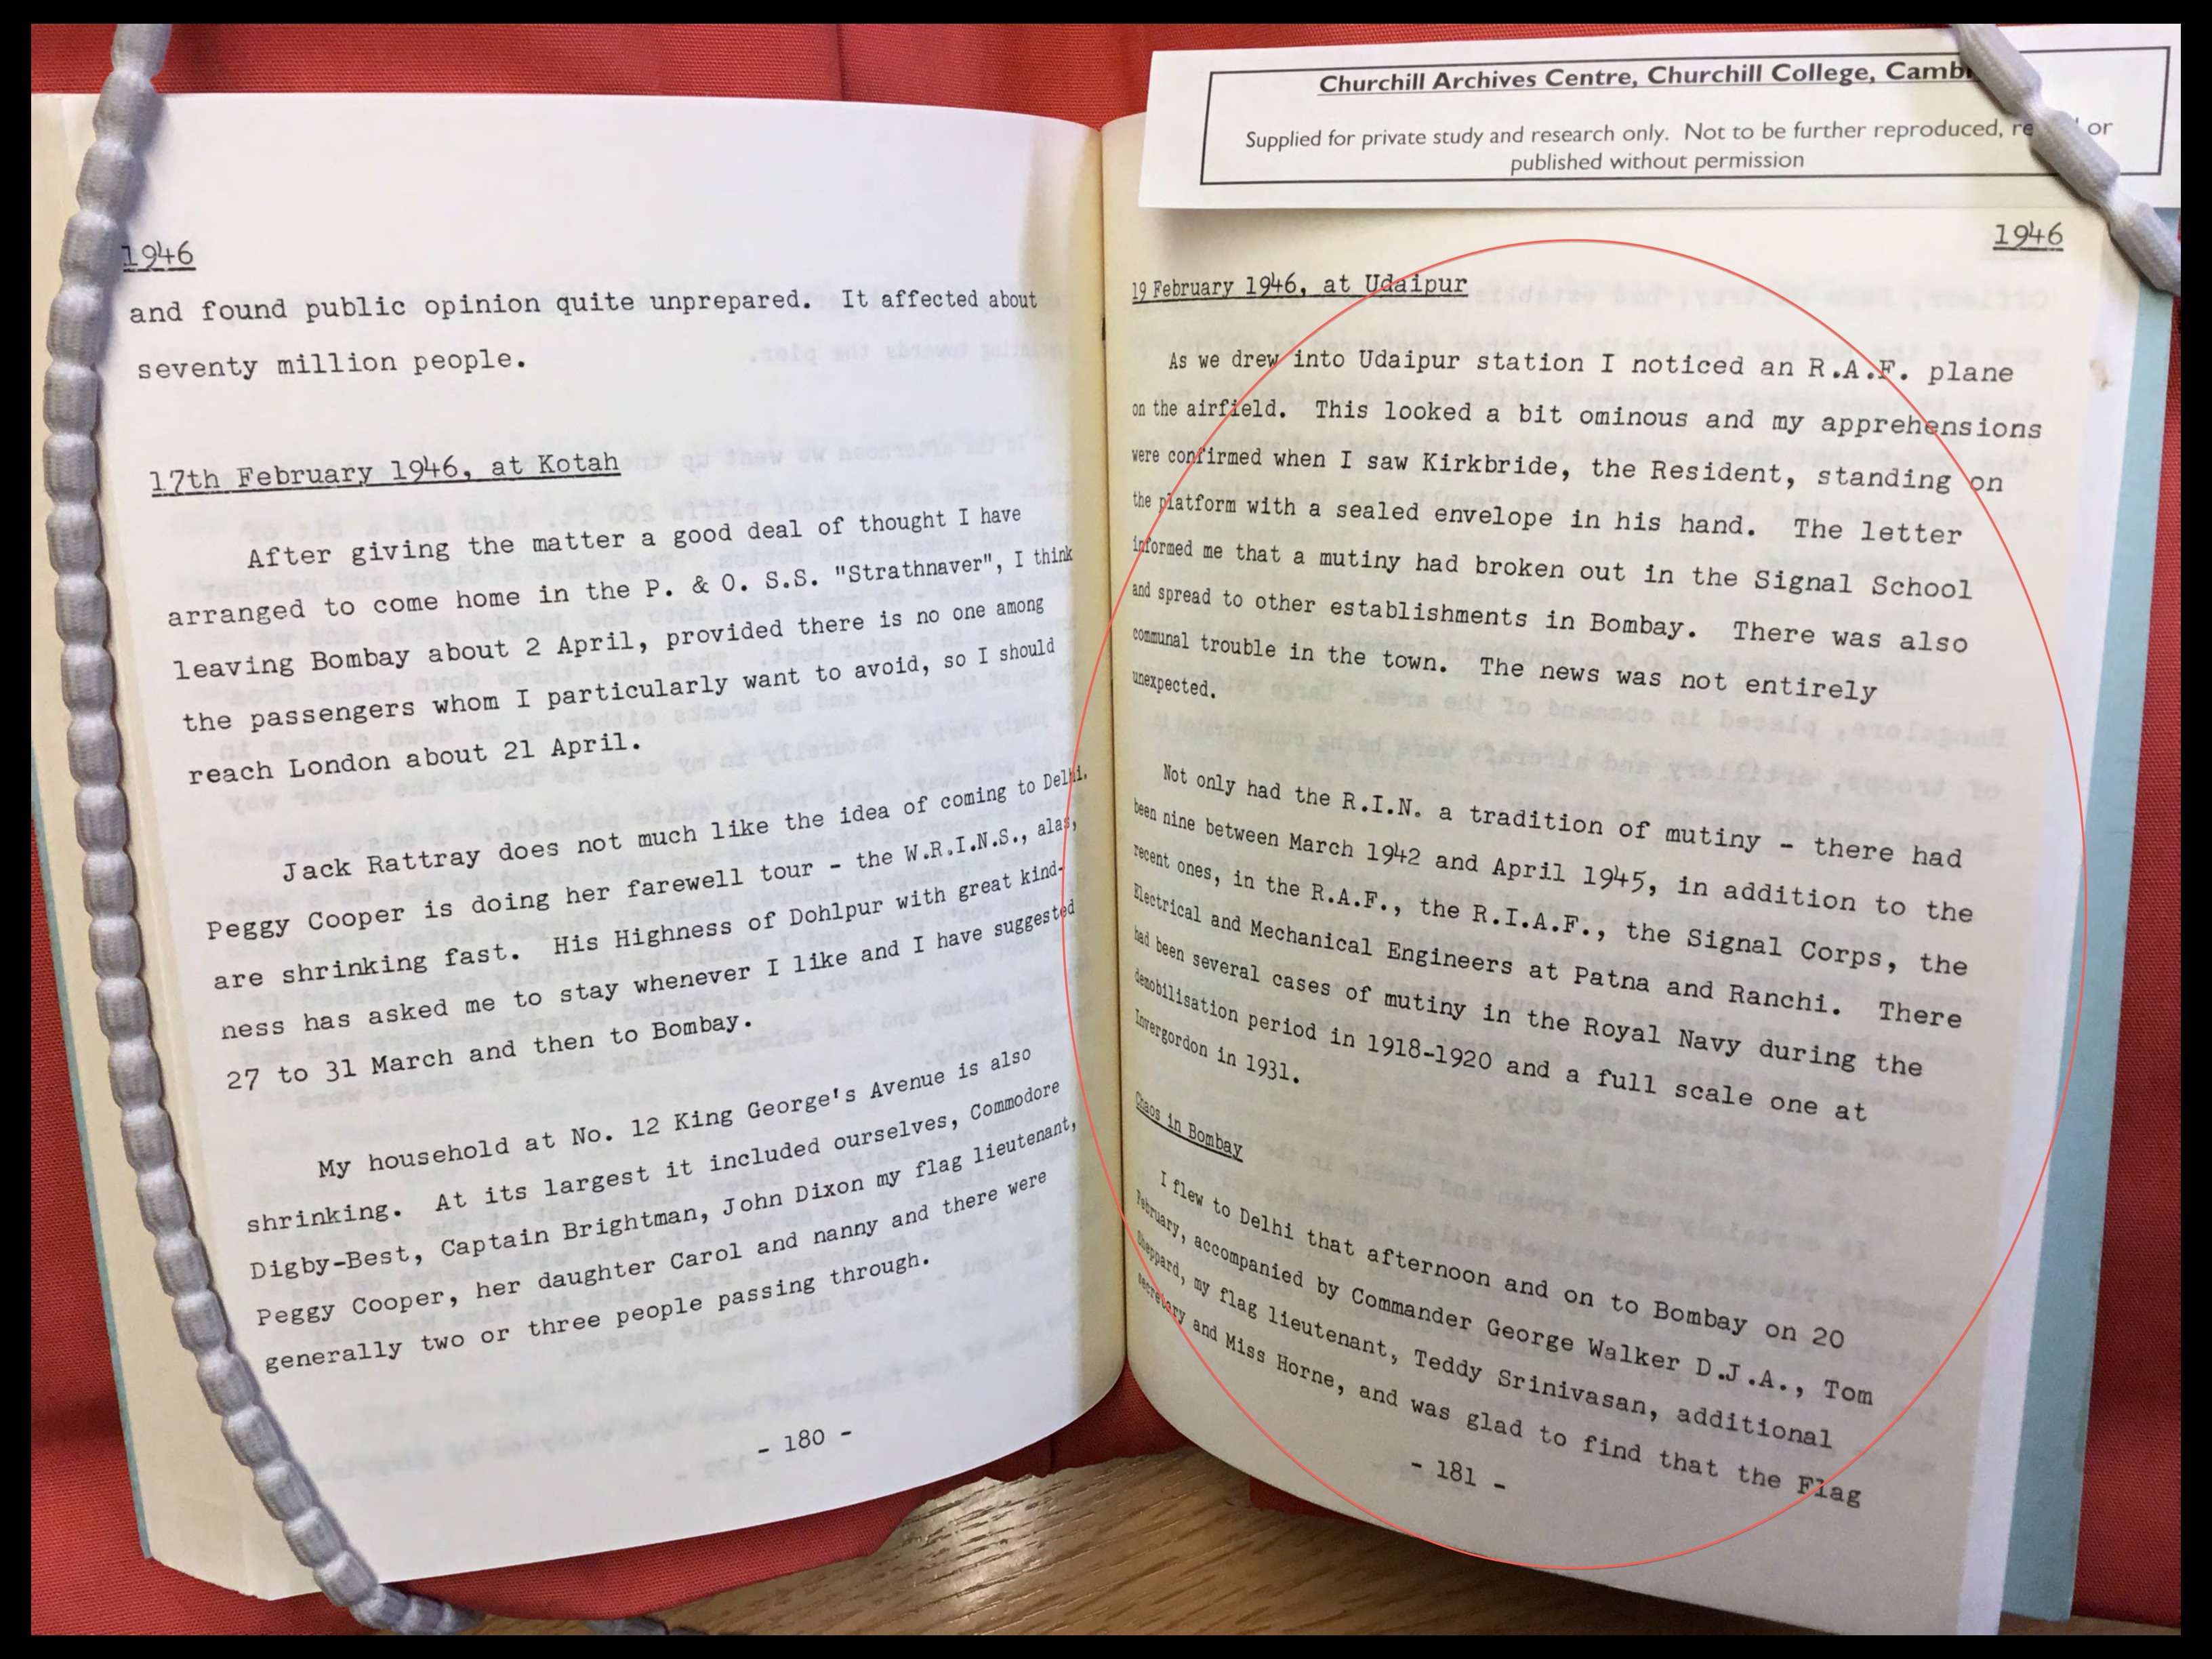 Churchill Archives Centre, Churchill College,
Supplied for private study and research only. Not to be further reproduced, or
published without permission
1946
and found public opinion quite unprepared. It affected about
seventy million people.
17th February 1946, at Kotah
After giving the matter a good deal of thought I have
arranged to come home in the P. & O. S.S. "Strathnaver", I think
leaving Bombay about 2 April, provided there is no one among
the passengers whom I particularly want to avoid, so I should
reach London about 21 April.
Jack Rattray does not much like the idea of coming to Delhi.
Peggy Cooper is doing her farewell tour - the W.R.I.N.S., alas,
are shrinking fast. His Highness of Dohlpur with great kind-
ness has asked me to stay whenever I like and I have suggested
27 to 31 March and then to Bombay.
My household at No. 12 King George's Avenue is also
shrinking. At its largest it included ourselves, Commodore
Digby-Best, Captain Brightman, John Dixon my flag lieutenant,
Peggy Cooper, her daughter Carol and nanny and there were
generally two or three people passing through.
- 180 -
1946
19 February 1946, at Udaipur
As we drew into Udaipur station I noticed an R.A.F. plane
on the airfield. This looked a bit ominous and my apprehensions
were confirmed when I saw Kirkbride, the Resident, standing on
the platform with a sealed envelope in his hand. The letter
informed me that a mutiny had broken out in the Signal School
and spread to other establishments in Bombay. There was also
communal trouble in the town. The news was not entirely
unexpected.
Not only had the R.I.N. a tradition of mutiny - there had
been nine between March 1942 and April 1945, in addition to the
recent ones, in the R.A.F., the R.I.A.F., the Signal Corps, the
Electrical and Mechanical Engineers at Patna and Ranchi. There
had been several cases of mutiny in the Royal Navy during the
demobilisation period in 1918-1920 and a full scale one at
Invergordon in 1931.
Chaos in Bombay
I flew to Delhi that afternoon and on to Bombay on 20
February, accompanied by Commander George Walker D.J.A., Tom
Sheppard, my flag lieutenant, Teddy Srinivasan, additional
secretary and Miss Horne, and was glad to find that the Flag
- 181 -